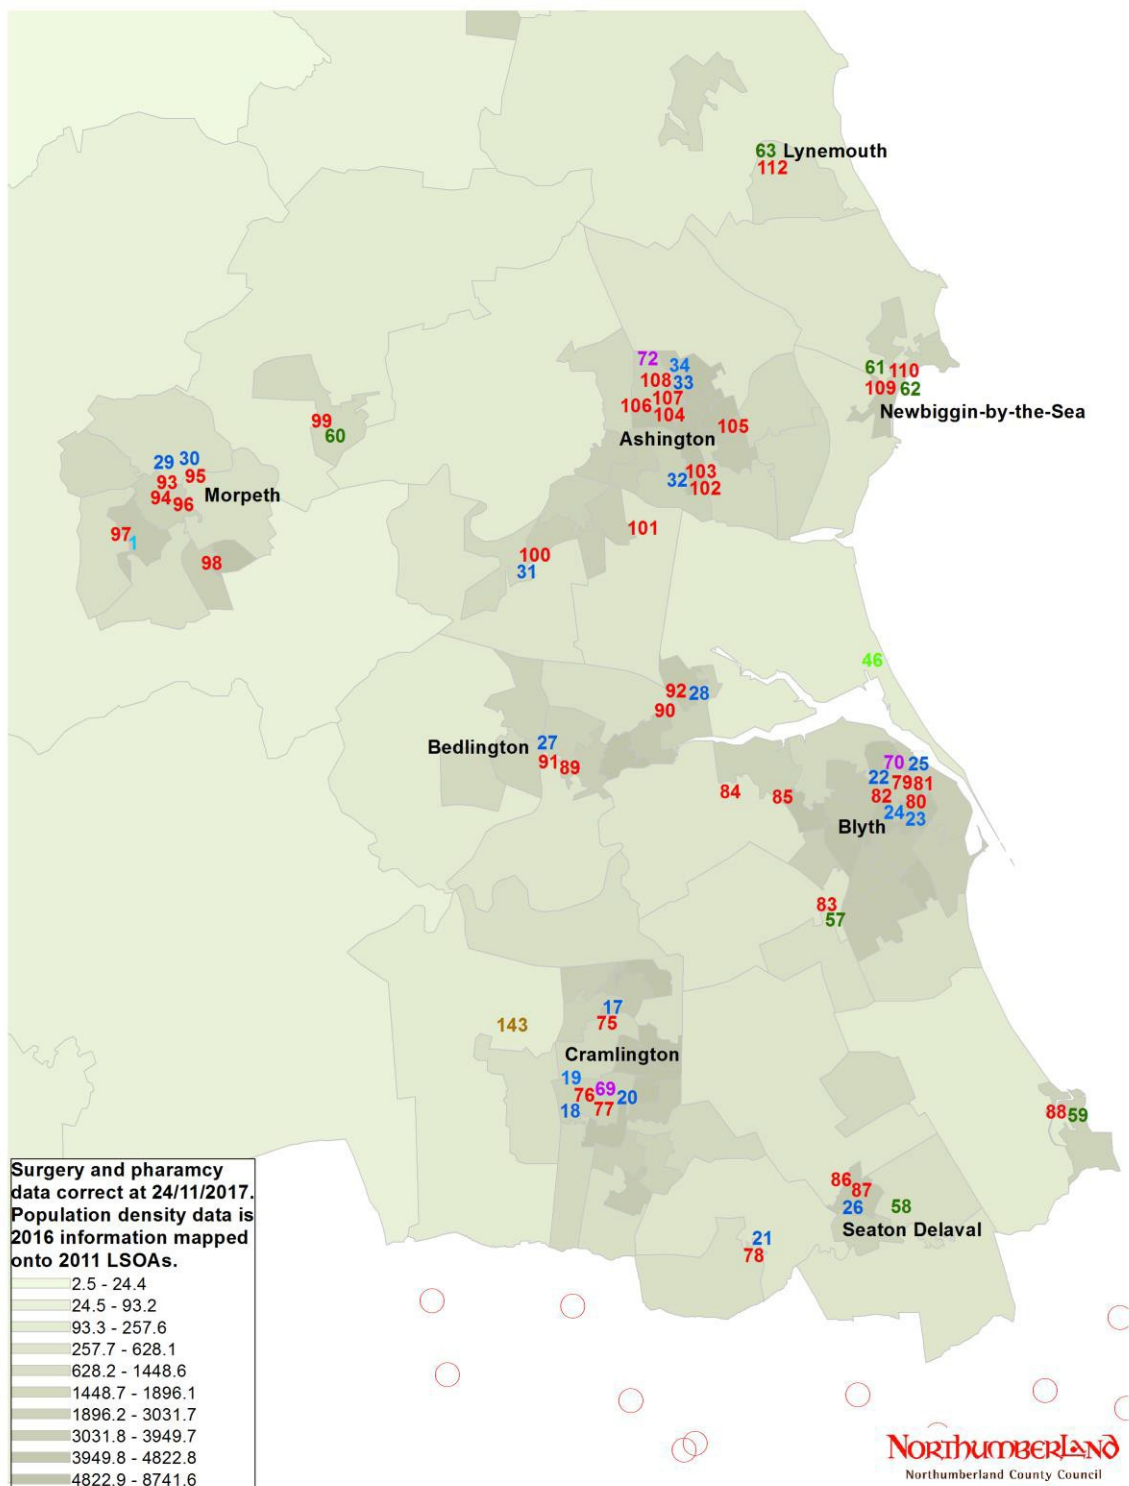 63 Lynemouth
112
72
34
108
33
107
106
104
105
Ashington
61
110
109
62
Newbiggin-by-the-Sea
99
60
29
30
93
95
94
96
Morpeth
97
1
98
103
32
102
101
100
31
46
92
28
90
Bedlington
27
91
89
70
25
22
79
81
82
80
24
23
84
85
Blyth
83
57
17
75
143
Cramlington
19
76
69
20
18
77
88
59
86
87
26
58
Seaton Delaval
21
78
Surgery and pharamcy
data correct at 24/11/2017.
Population density data is
2016 information mapped
onto 2011 LSOAs.
2.5 - 24.4
24.5 - 93.2
93.3 - 257.6
257.7 - 628.1
628.2 - 1448.6
1448.7 - 1896.1
1896.2 - 3031.7
3031.8 - 3949.7
3949.8 - 4822.8
4822.9 - 8741.6
NORTHUMBERLAND
Northumberland County Council